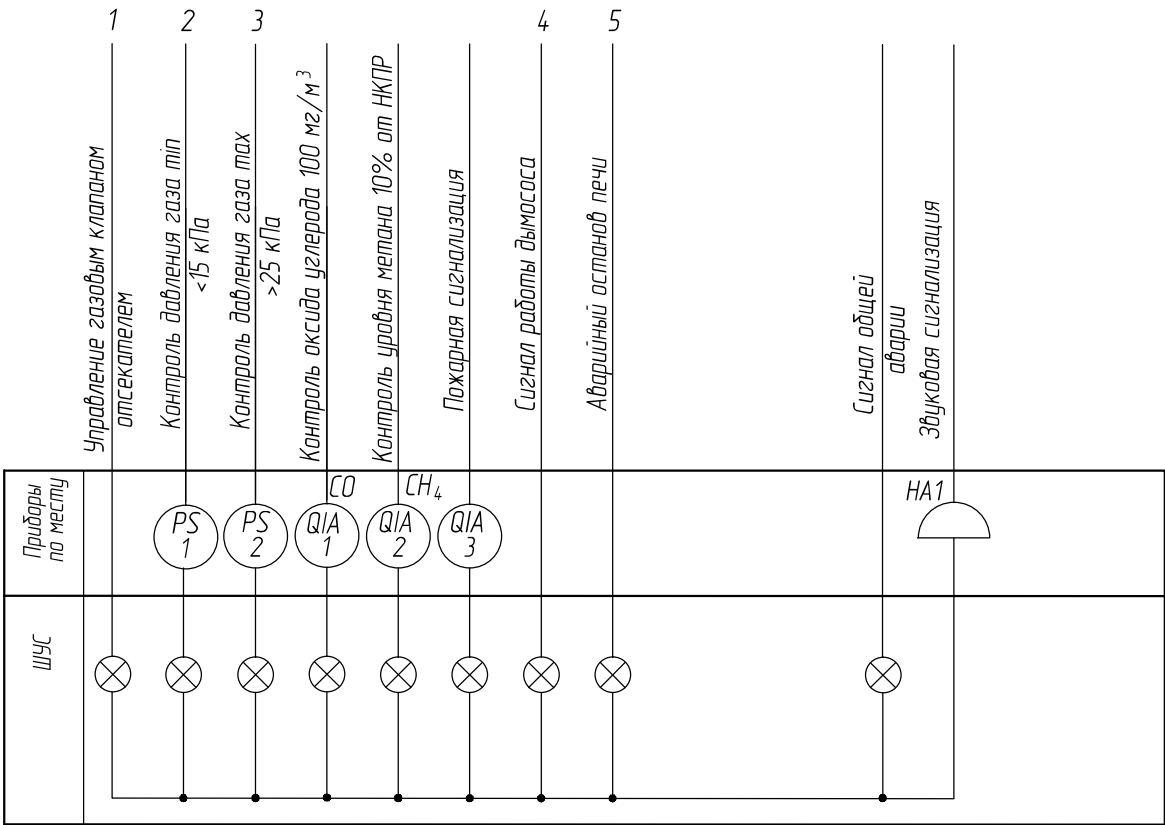 1
2
3
4
5
Управление газовым клапаном
отсекателем
Контроль давления газа min
<15 кПа
Контроль давления газа max
>25 кПа
Контроль оксида углерода 100 мг/м³
Контроль уровня метана 10% от НКПР
Пожарная сигнализация
Сигнал работы дымососа
Аварийный останов печи
Сигнал общей
аварии
Звуковая сигнализация
Приборы
по месту
PS
1
PS
2
CO
QIA
1
CH₄
QIA
2
QIA
3
HA1
ШУС